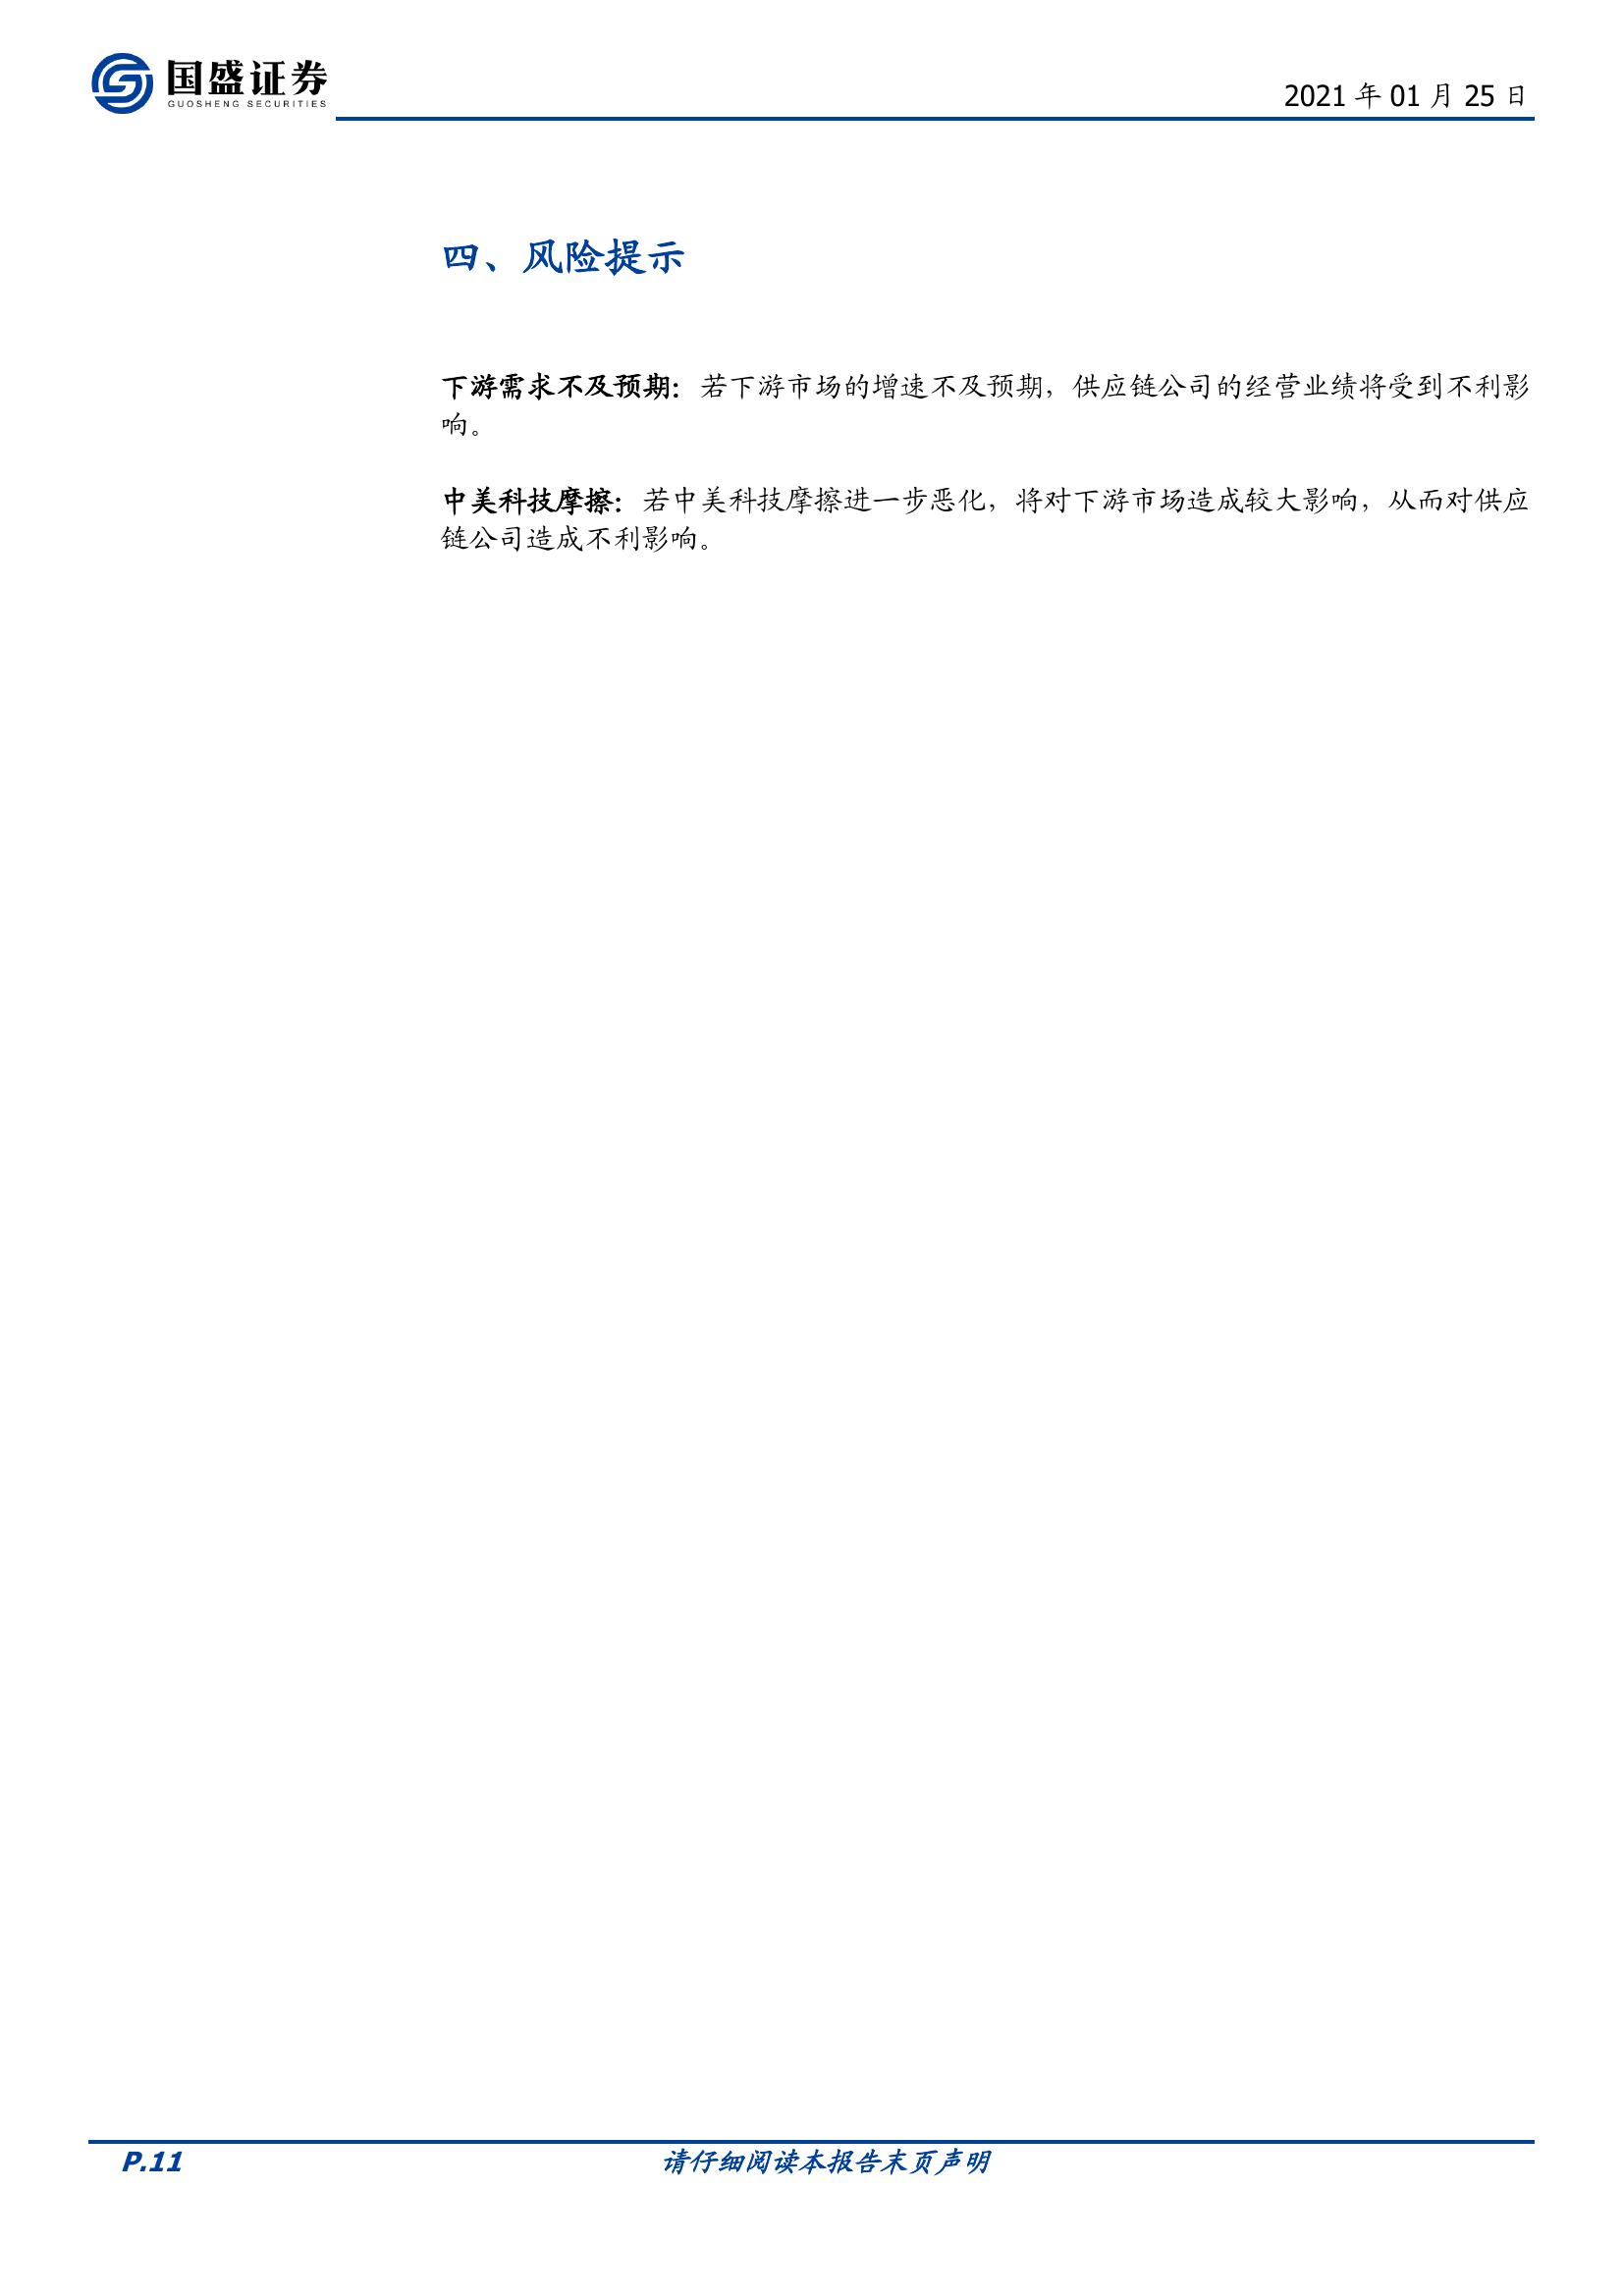 国盛证券
GUOSHENG SECURITIES
2021 年 01 月 25 日
四、风险提示
下游需求不及预期：若下游市场的增速不及预期，供应链公司的经营业绩将受到不利影
响。
中美科技摩擦：若中美科技摩擦进一步恶化，将对下游市场造成较大影响，从而对供应
链公司造成不利影响。
P.11
请仔细阅读本报告末页声明